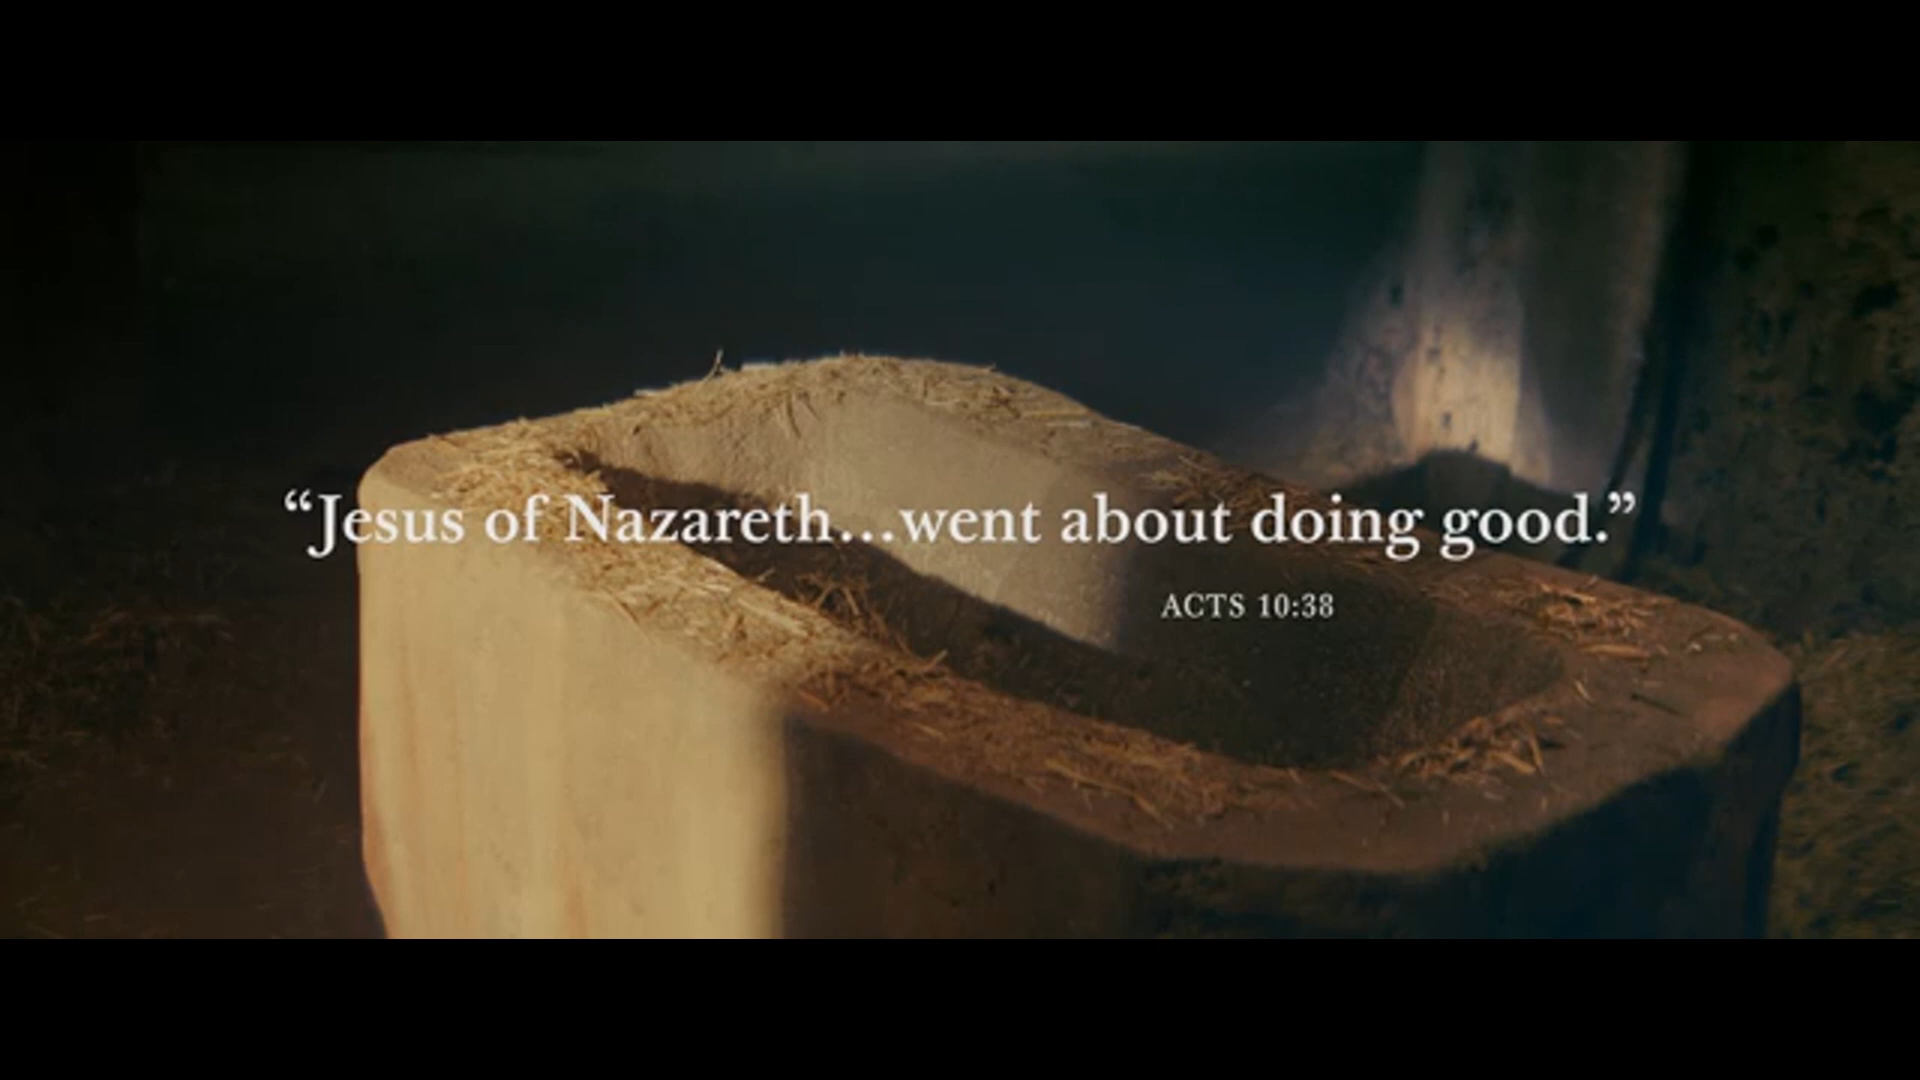 “Jesus of Nazareth...went about doing good.”
ACTS 10:38